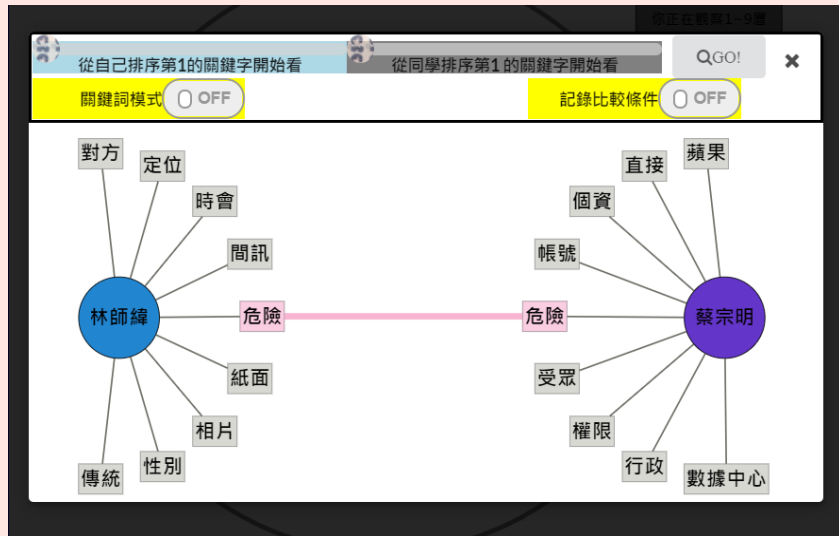 你正在觀察1~9層
從自己排序第1的關鍵字開始看
從同學排序第1的關鍵字開始看
GO!
關鍵詞模式 OFF
記錄比較條件 OFF
對方
定位
時會
間訊
危險
紙面
相片
性別
傳統
林師緯
蘋果
直接
個資
帳號
危險
受眾
權限
行政
數據中心
蔡宗明